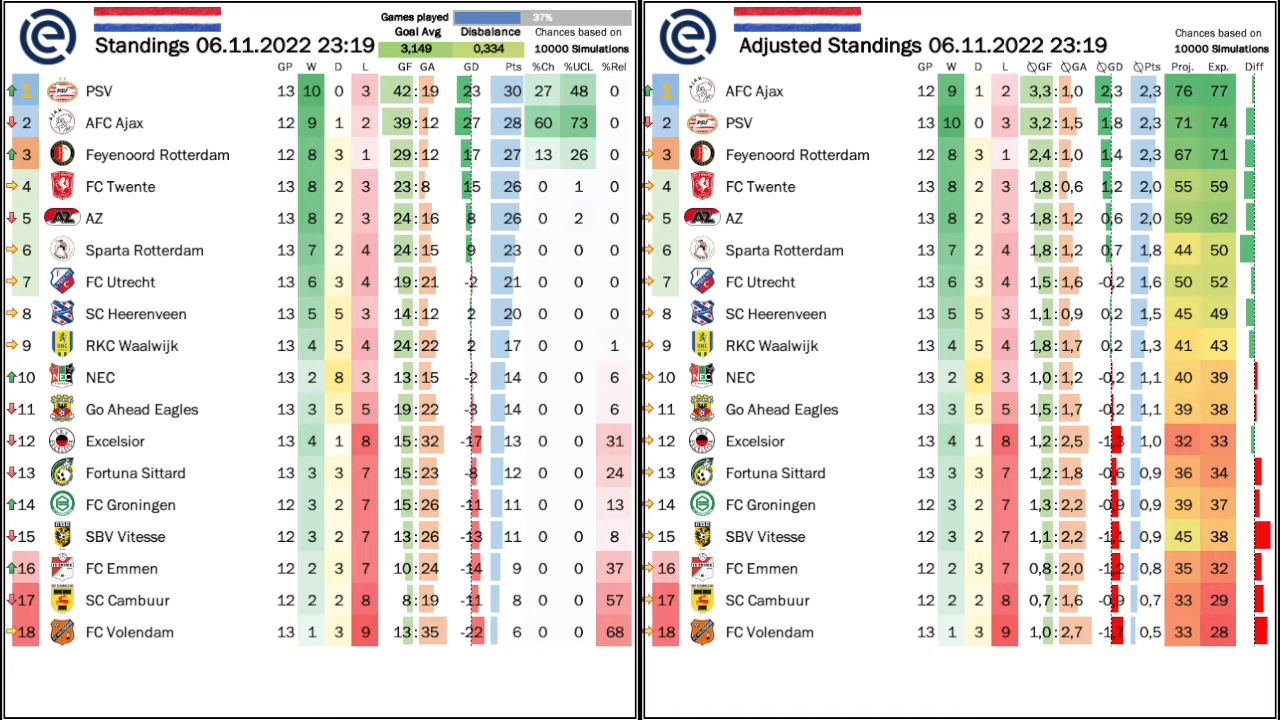 Games played 37%
Goal Avg Disbalance Chances based on
Standings 06.11.2022 23:19 3,149 0,334 10000 Simulations
GP W D L GF GA GD Pts %Ch %UCL %Rel
1 PSV 13 10 0 3 42 : 19 23 30 27 48 0
2 AFC Ajax 12 9 1 2 39 : 12 27 28 60 73 0
3 Feyenoord Rotterdam 12 8 3 1 29 : 12 17 27 13 26 0
4 FC Twente 13 8 2 3 23 : 8 15 26 0 1 0
5 AZ 13 8 2 3 24 : 16 8 26 0 2 0
6 Sparta Rotterdam 13 7 2 4 24 : 15 9 23 0 0 0
7 FC Utrecht 13 6 3 4 19 : 21 -2 21 0 0 0
8 SC Heerenveen 13 5 5 3 14 : 12 2 20 0 0 0
9 RKC Waalwijk 13 4 5 4 24 : 22 2 17 0 0 1
10 NEC 13 2 8 3 13 : 15 -2 14 0 0 6
11 Go Ahead Eagles 13 3 5 5 19 : 22 -3 14 0 0 6
12 Excelsior 13 4 1 8 15 : 32 -17 13 0 0 31
13 Fortuna Sittard 13 3 3 7 15 : 23 -8 12 0 0 24
14 FC Groningen 12 3 2 7 15 : 26 -11 11 0 0 13
15 SBV Vitesse 12 3 2 7 13 : 26 -13 11 0 0 8
16 FC Emmen 12 2 3 7 10 : 24 -14 9 0 0 37
17 SC Cambuur 12 2 2 8 8 : 19 -11 8 0 0 57
18 FC Volendam 13 1 3 9 13 : 35 -22 6 0 0 68
Chances based on
Adjusted Standings 06.11.2022 23:19 10000 Simulations
GP W D L ∅GF ∅GA ∅GD ∅Pts Proj. Exp. Diff
1 AFC Ajax 12 9 1 2 3,3 : 1,0 2,3 2,3 76 77
2 PSV 13 10 0 3 3,2 : 1,5 1,8 2,3 71 74
3 Feyenoord Rotterdam 12 8 3 1 2,4 : 1,0 1,4 2,3 67 71
4 FC Twente 13 8 2 3 1,8 : 0,6 1,2 2,0 55 59
5 AZ 13 8 2 3 1,8 : 1,2 0,6 2,0 59 62
6 Sparta Rotterdam 13 7 2 4 1,8 : 1,2 0,7 1,8 44 50
7 FC Utrecht 13 6 3 4 1,5 : 1,6 -0,2 1,6 50 52
8 SC Heerenveen 13 5 5 3 1,1 : 0,9 0,2 1,5 45 49
9 RKC Waalwijk 13 4 5 4 1,8 : 1,7 0,2 1,3 41 43
10 NEC 13 2 8 3 1,0 : 1,2 -0,2 1,1 40 39
11 Go Ahead Eagles 13 3 5 5 1,5 : 1,7 -0,2 1,1 39 38
12 Excelsior 13 4 1 8 1,2 : 2,5 -1,3 1,0 32 33
13 Fortuna Sittard 13 3 3 7 1,2 : 1,8 -0,6 0,9 36 34
14 FC Groningen 12 3 2 7 1,3 : 2,2 -0,9 0,9 39 37
15 SBV Vitesse 12 3 2 7 1,1 : 2,2 -1,1 0,9 45 38
16 FC Emmen 12 2 3 7 0,8 : 2,0 -1,2 0,8 35 32
17 SC Cambuur 12 2 2 8 0,7 : 1,6 -0,9 0,7 33 29
18 FC Volendam 13 1 3 9 1,0 : 2,7 -1,7 0,5 33 28